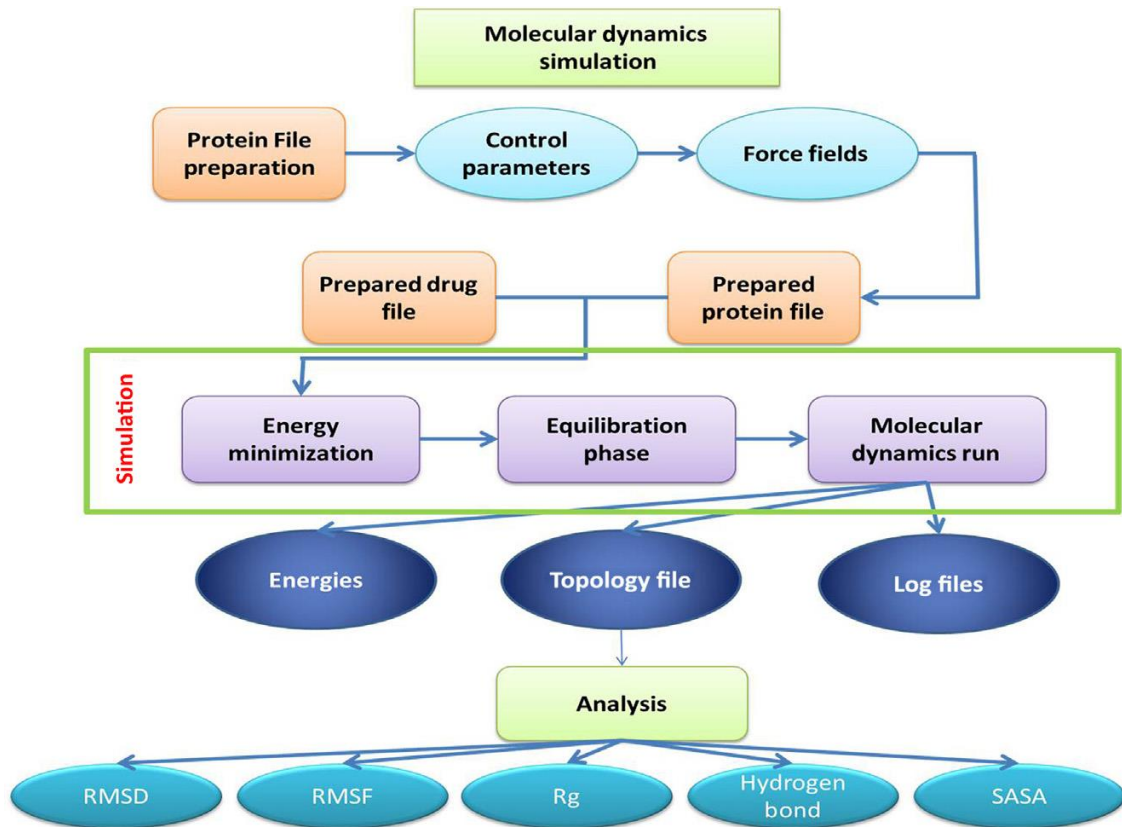 Molecular dynamics
simulation
Protein File
preparation
Control
parameters
Force fields
Prepared drug
file
Prepared
protein file
Simulation
Energy
minimization
Equilibration
phase
Molecular
dynamics run
Energies
Topology file
Log files
Analysis
RMSD
RMSF
Rg
Hydrogen
bond
SASA